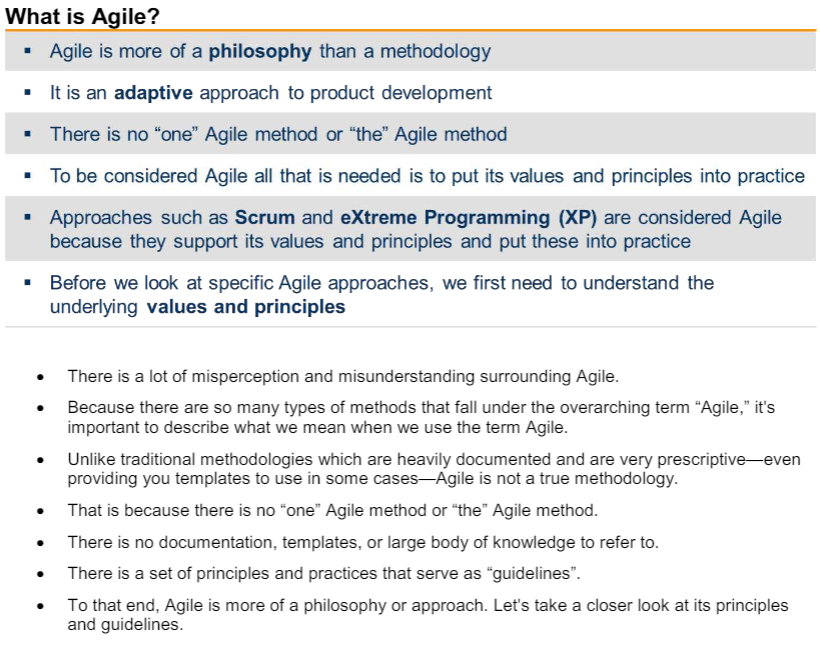 What is Agile?
▪ Agile is more of a philosophy than a methodology
▪ It is an adaptive approach to product development
▪ There is no “one” Agile method or “the” Agile method
▪ To be considered Agile all that is needed is to put its values and principles into practice
▪ Approaches such as Scrum and eXtreme Programming (XP) are considered Agile
because they support its values and principles and put these into practice
▪ Before we look at specific Agile approaches, we first need to understand the
underlying values and principles
• There is a lot of misperception and misunderstanding surrounding Agile.
• Because there are so many types of methods that fall under the overarching term “Agile,” it's
important to describe what we mean when we use the term Agile.
• Unlike traditional methodologies which are heavily documented and are very prescriptive—even
providing you templates to use in some cases—Agile is not a true methodology.
• That is because there is no “one” Agile method or “the” Agile method.
• There is no documentation, templates, or large body of knowledge to refer to.
• There is a set of principles and practices that serve as “guidelines”.
• To that end, Agile is more of a philosophy or approach. Let's take a closer look at its principles
and guidelines.